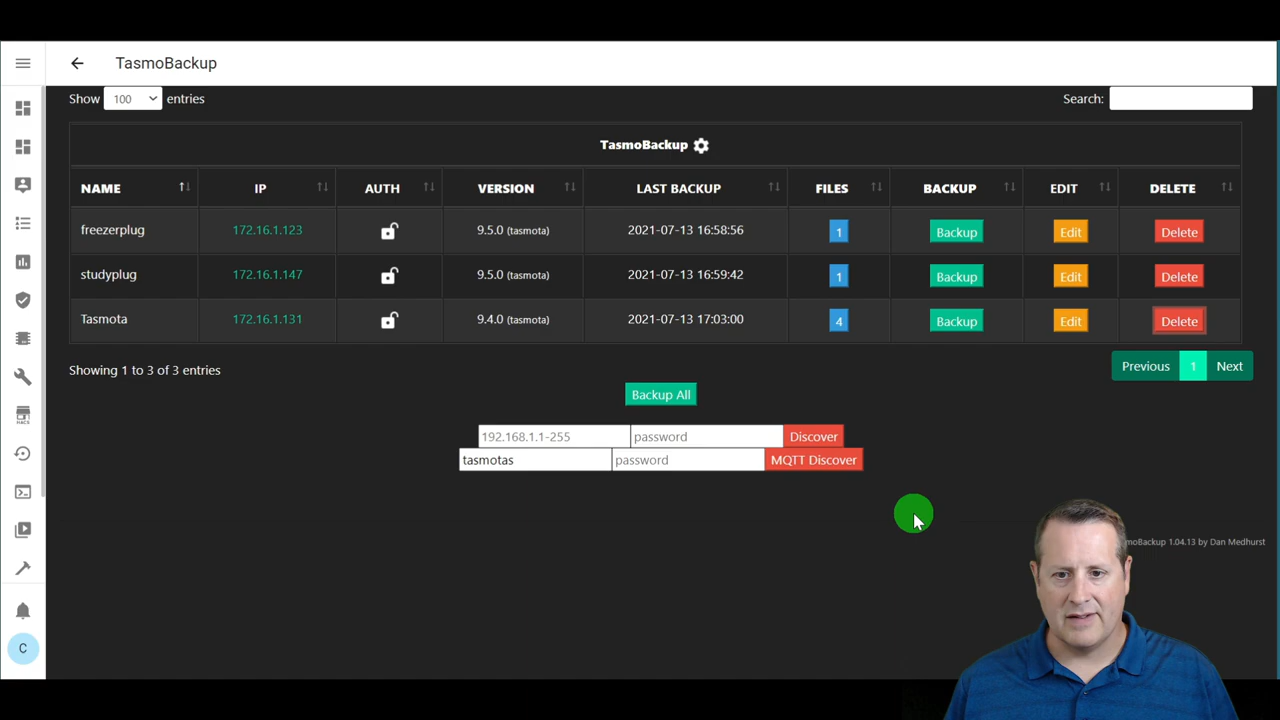 TasmoBackup
Show 100 entries Search:
TasmoBackup
NAME IP AUTH VERSION LAST BACKUP FILES BACKUP EDIT DELETE
freezerplug 172.16.1.123 9.5.0 (tasmota) 2021-07-13 16:58:56 1 Backup Edit Delete
studyplug 172.16.1.147 9.5.0 (tasmota) 2021-07-13 16:59:42 1 Backup Edit Delete
Tasmota 172.16.1.131 9.4.0 (tasmota) 2021-07-13 17:03:00 4 Backup Edit Delete
Showing 1 to 3 of 3 entries Previous 1 Next
Backup All
192.168.1.1-255 password Discover
tasmotas password MQTT Discover
HACS
moBackup 1.04.13 by Dan Medhurst
C